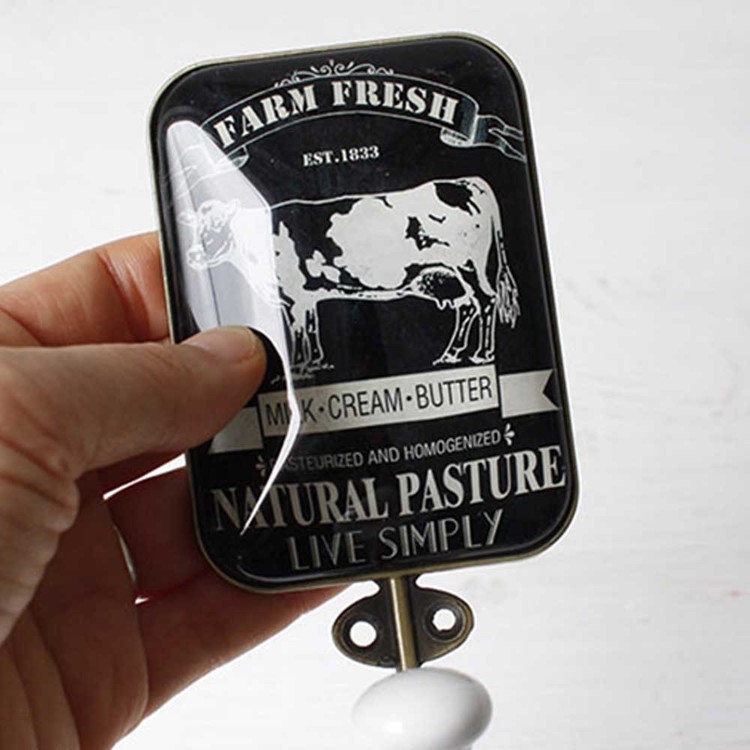 FARM FRESH
EST.1833
MILK·CREAM·BUTTER
PASTEURIZED AND HOMOGENIZED
NATURAL PASTURE
LIVE SIMPLY